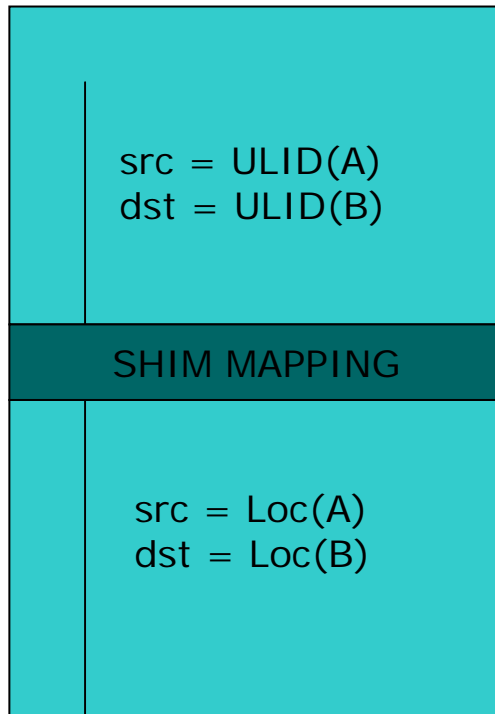 src = ULID(A)
dst = ULID(B)
SHIM MAPPING
src = Loc(A)
dst = Loc(B)